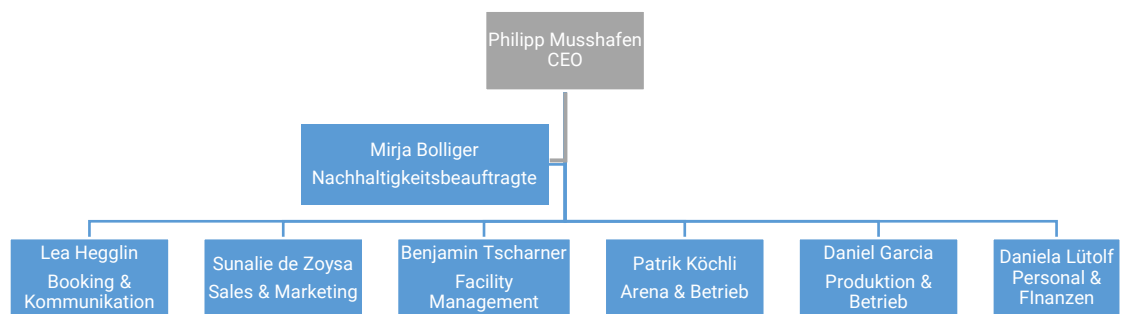 Philipp Musshafen
CEO
Mirja Bolliger
Nachhaltigkeitsbeauftragte
Lea Hegglin
Booking &
Kommunikation
Sunalie de Zoysa
Sales & Marketing
Benjamin Tscharner
Facility
Management
Patrik Köchli
Arena & Betrieb
Daniel Garcia
Produktion &
Betrieb
Daniela Lütolf
Personal &
FInanzen